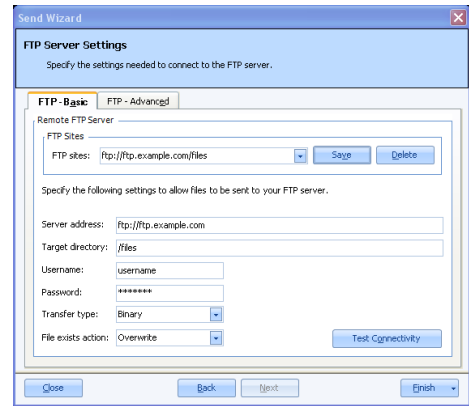 Send Wizard
FTP Server Settings
Specify the settings needed to connect to the FTP server.
FTP - Basic FTP - Advanced
Remote FTP Server
FTP Sites
FTP sites: ftp://ftp.example.com/files Save Delete
Specify the following settings to allow files to be sent to your FTP server.
Server address: ftp://ftp.example.com
Target directory: /files
Username: username
Password: *******
Transfer type: Binary
File exists action: Overwrite Test Connectivity
Close Back Next Finish